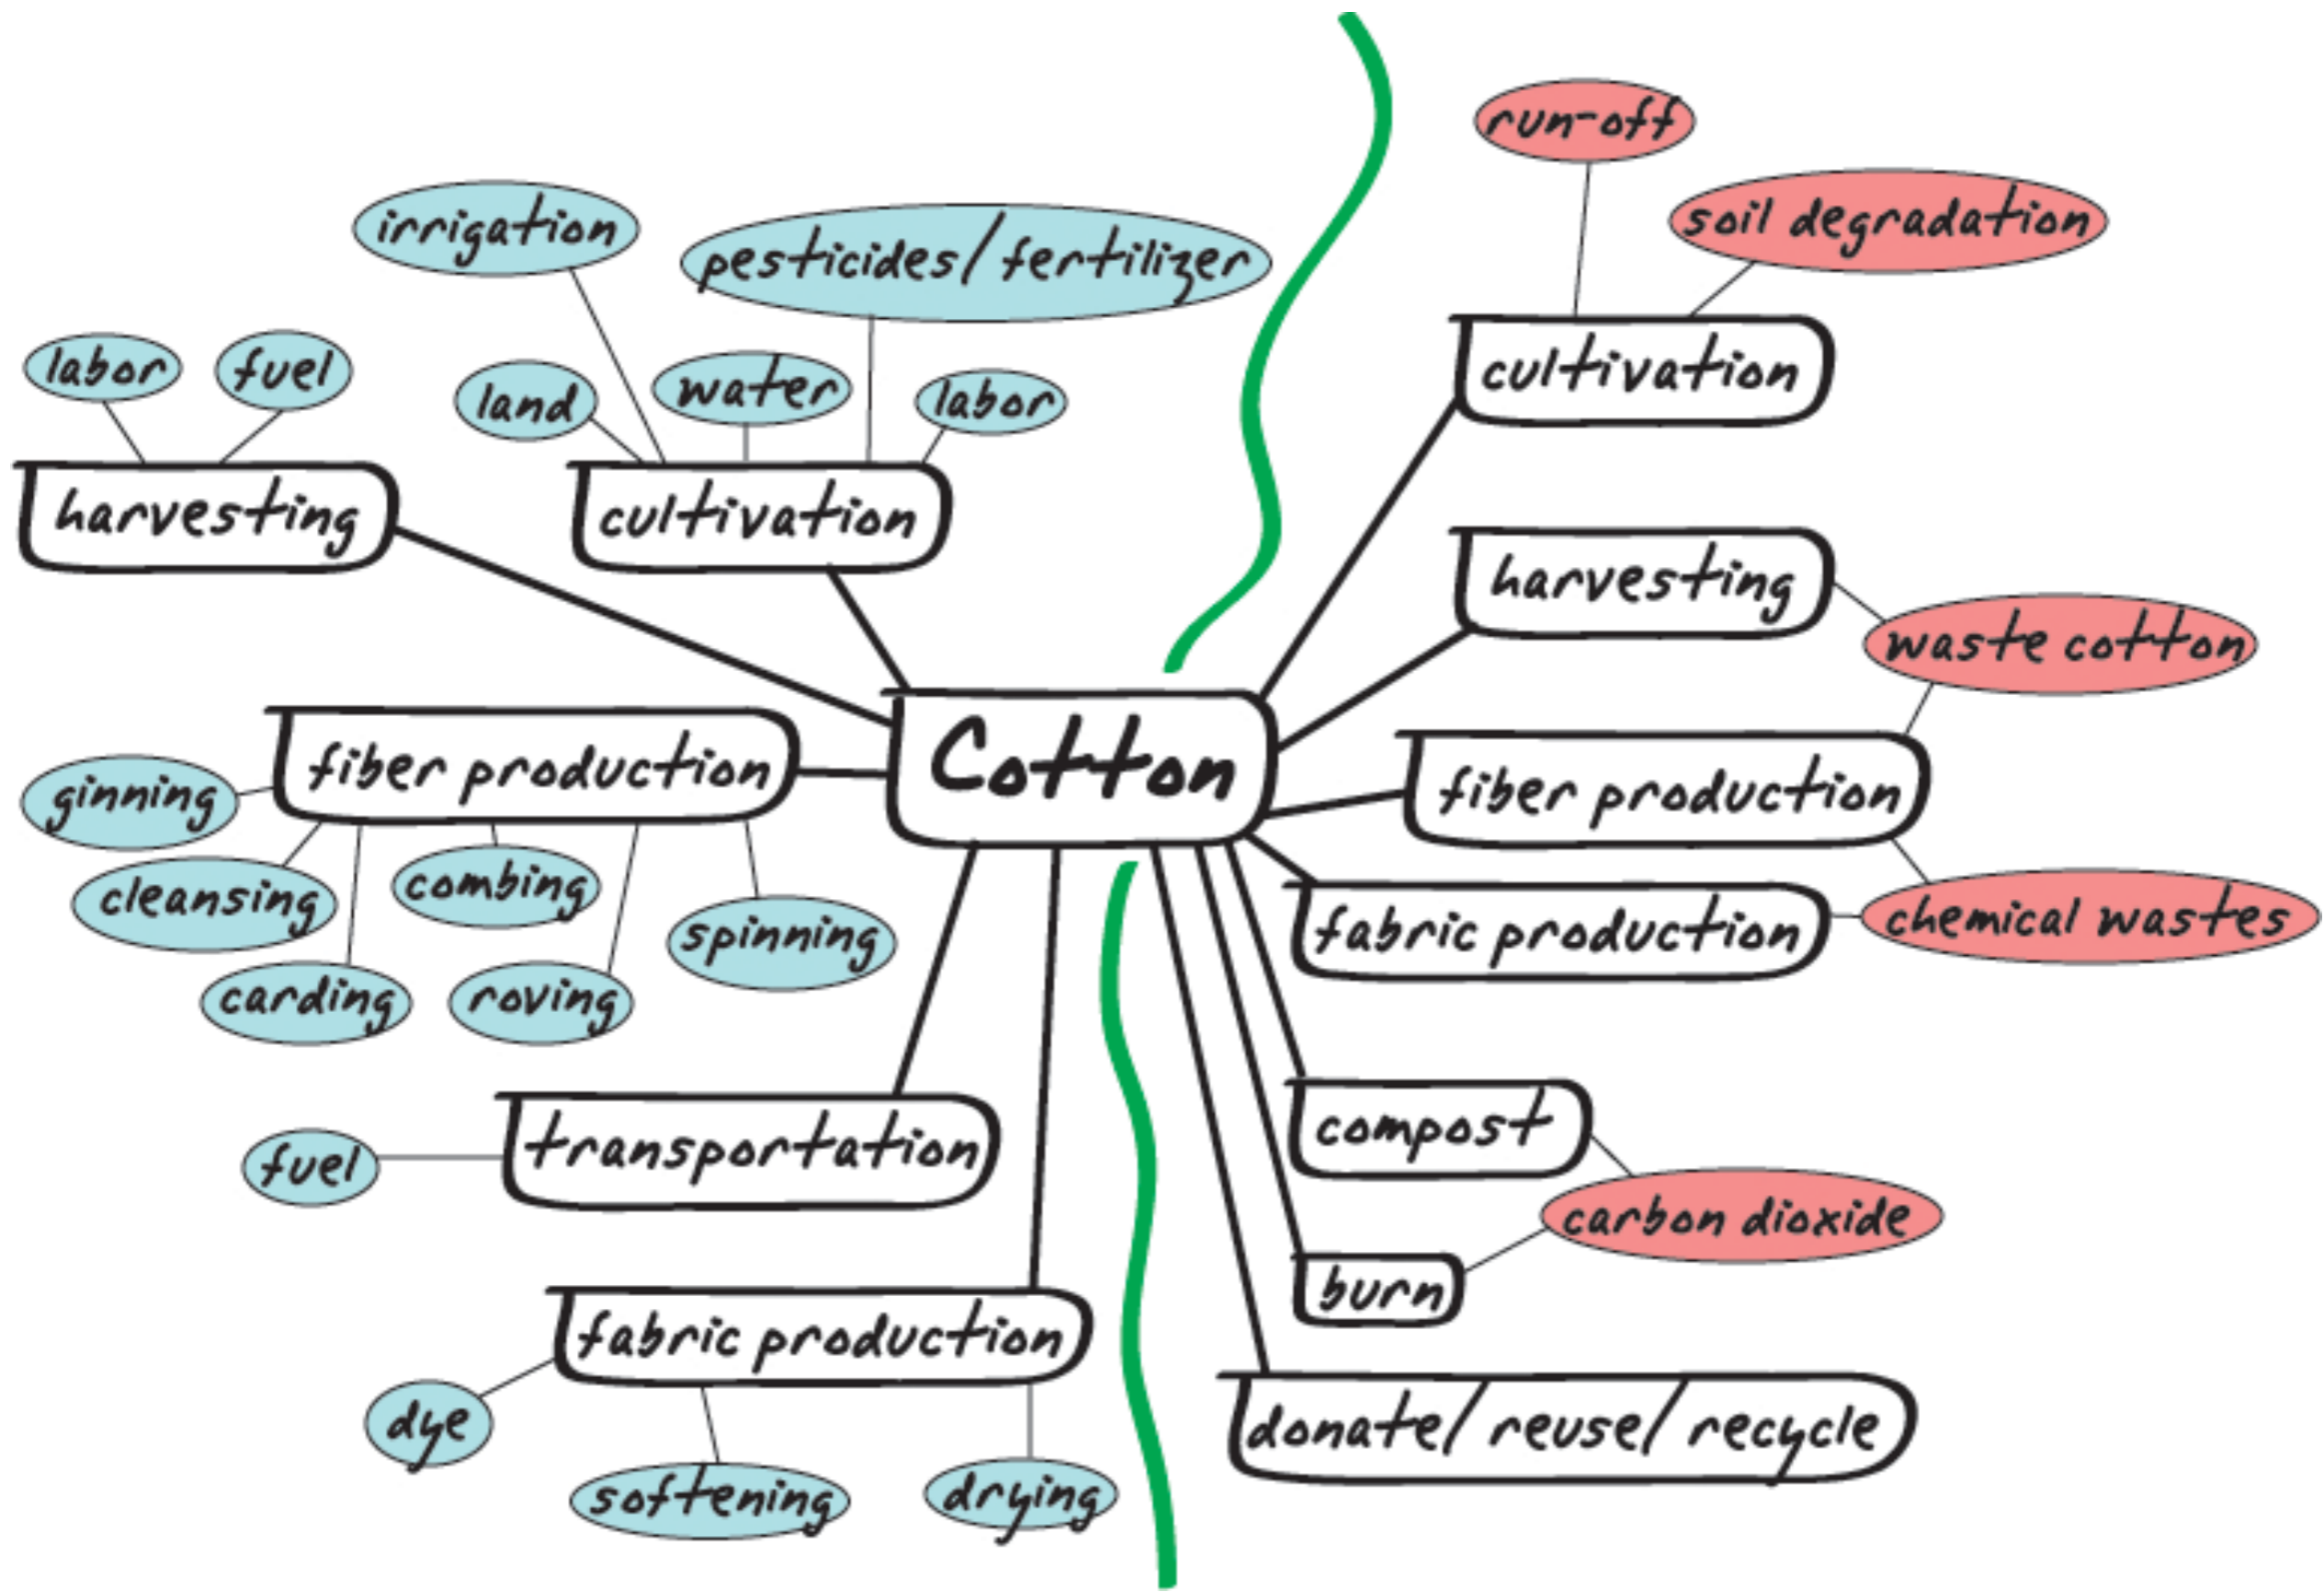 run-off
soil degradation
irrigation
pesticides/fertilizer
labor
fuel
land
water
labor
cultivation
harvesting
cultivation
harvesting
waste cotton
Cotton
fiber production
fiber production
ginning
cleansing
combing
spinning
carding
roving
fabric production
chemical wastes
transportation
fuel
compost
carbon dioxide
burn
fabric production
dye
softening
drying
donate/reuse/recycle